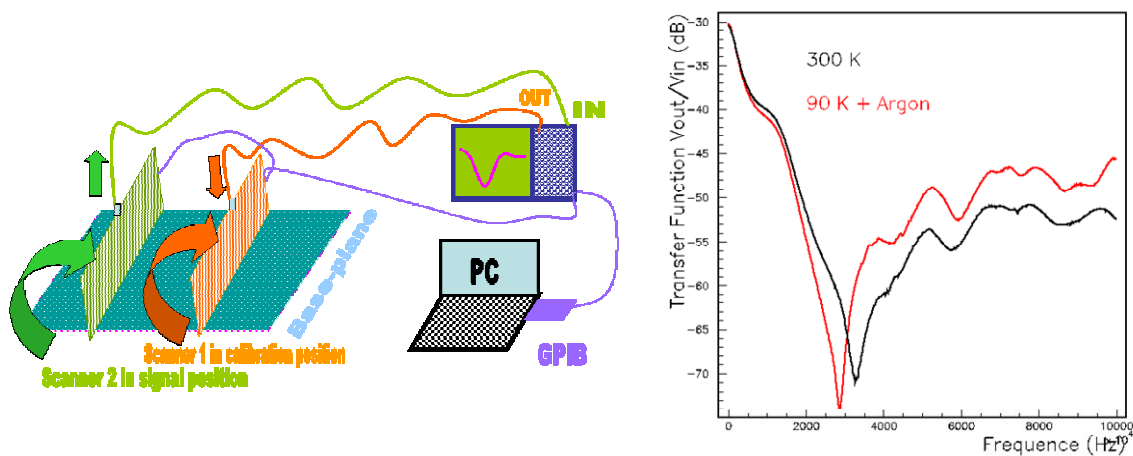 OUT
IN
Base-plane
PC
GPIB
Scanner 1 in calibration position
Scanner 2 in signal position
Transfer Function Vout/Vin (dB)
-30
-35
-40
-45
-50
-55
-60
-65
-70
300 K
90 K + Argon
0
2000
4000
6000
8000
10000
Frequence (Hz)